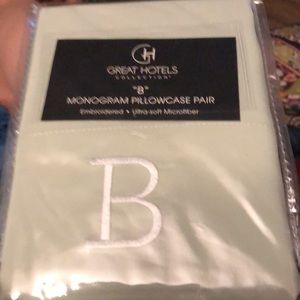 GH
GREAT HOTELS
COLLECTION
"B"
MONOGRAM PILLOWCASE PAIR
Embroidered • Ultra-soft Microfiber
B